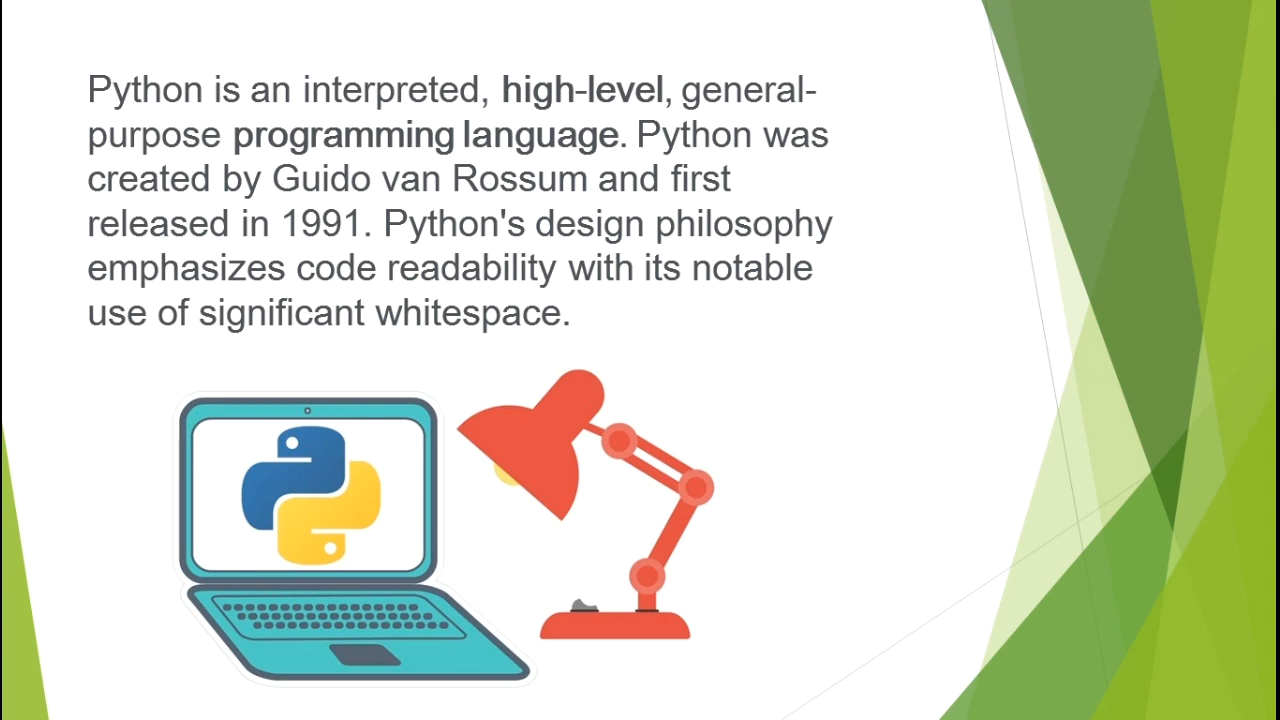 Python is an interpreted, high-level, general-
purpose programming language. Python was
created by Guido van Rossum and first
released in 1991. Python's design philosophy
emphasizes code readability with its notable
use of significant whitespace.